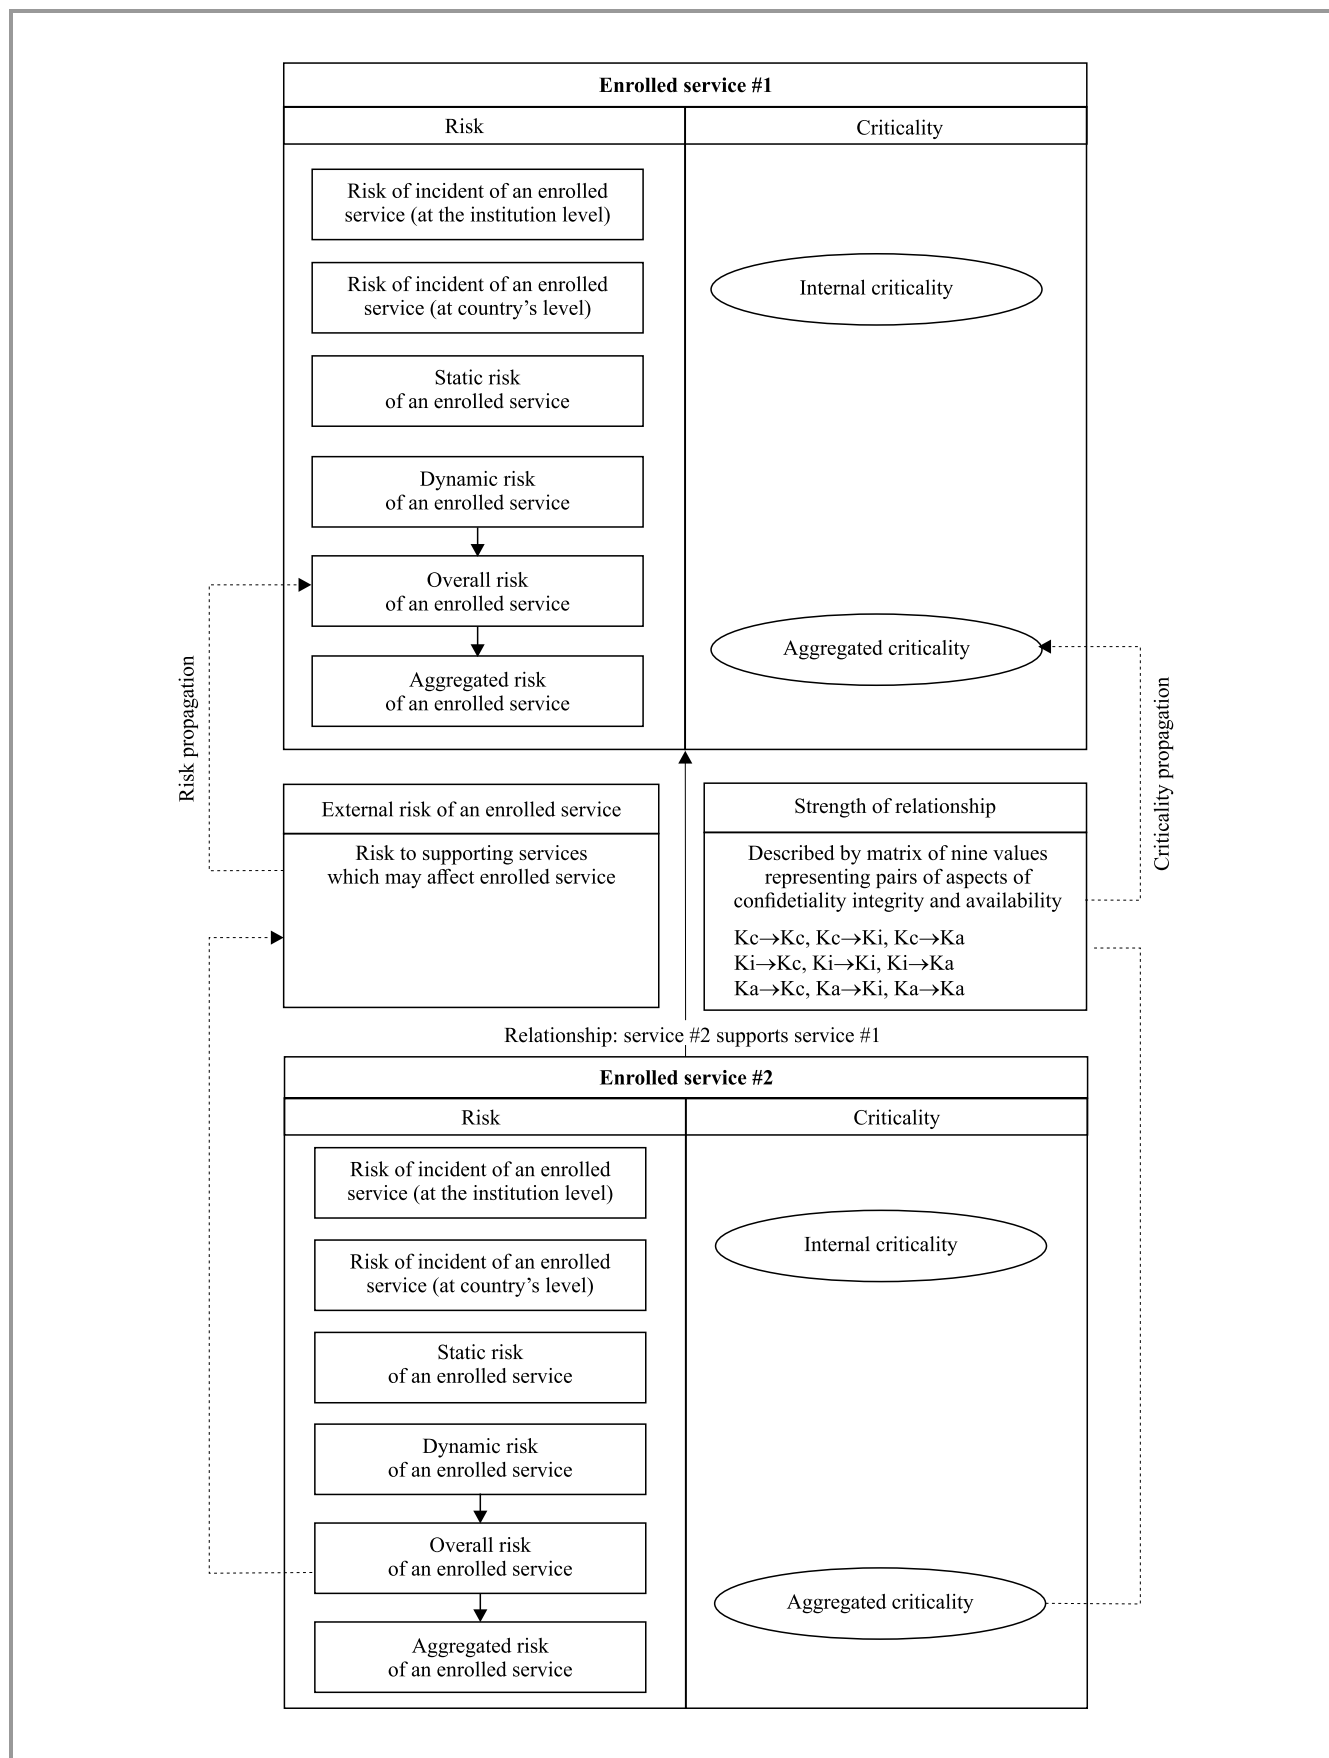 Enrolled service #1
Risk
Criticality
Risk of incident of an enrolled
service (at the institution level)
Risk of incident of an enrolled
service (at country’s level)
Static risk
of an enrolled service
Dynamic risk
of an enrolled service
Overall risk
of an enrolled service
Aggregated risk
of an enrolled service
Internal criticality
Aggregated criticality
Risk propagation
Criticality propagation
External risk of an enrolled service
Risk to supporting services
which may affect enrolled service
Strength of relationship
Described by matrix of nine values
representing pairs of aspects of
confidetiality integrity and availability
Kc→Kc, Kc→Ki, Kc→Ka
Ki→Kc, Ki→Ki, Ki→Ka
Ka→Kc, Ka→Ki, Ka→Ka
Relationship: service #2 supports service #1
Enrolled service #2
Risk
Criticality
Risk of incident of an enrolled
service (at the institution level)
Risk of incident of an enrolled
service (at country’s level)
Static risk
of an enrolled service
Dynamic risk
of an enrolled service
Overall risk
of an enrolled service
Aggregated risk
of an enrolled service
Internal criticality
Aggregated criticality